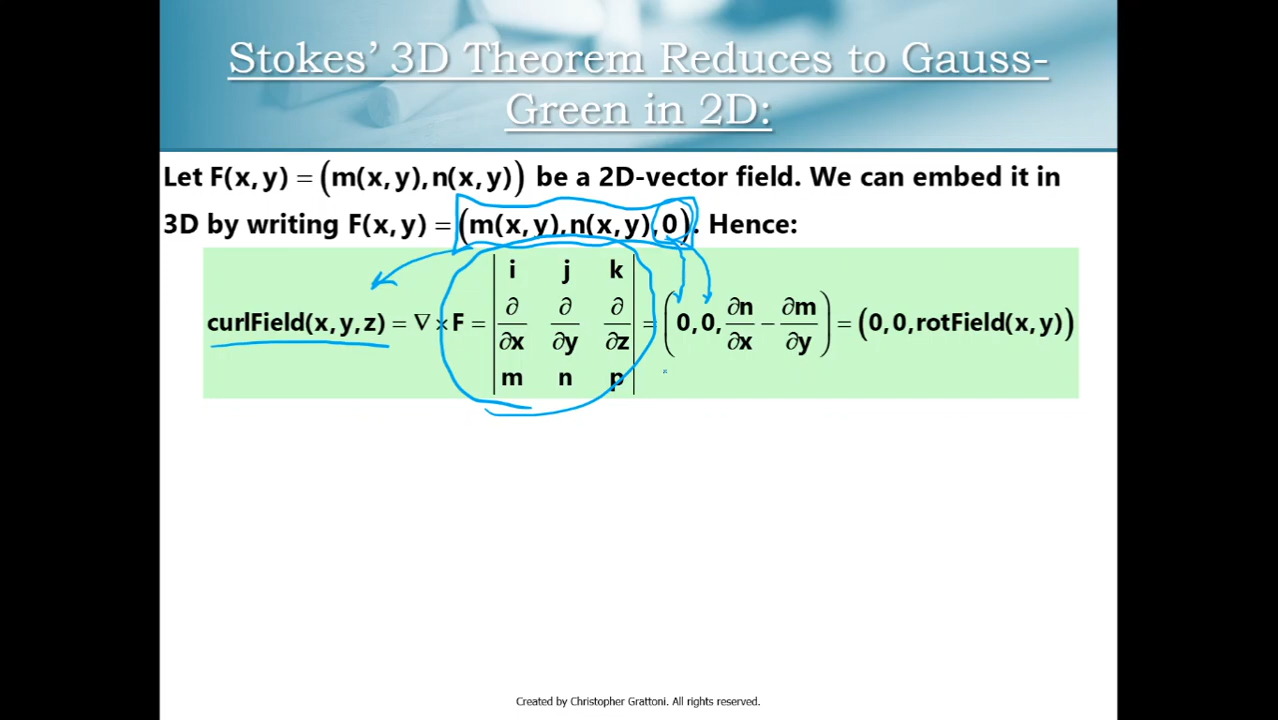 Stokes’ 3D Theorem Reduces to Gauss-
Green in 2D:
Let F(x, y) = (m(x, y), n(x, y)) be a 2D-vector field. We can embed it in
3D by writing F(x, y) = (m(x, y), n(x, y), 0). Hence:
curlField(x, y, z) = ∇ × F = | i j k ; ∂/∂x ∂/∂y ∂/∂z ; m n p | = (0, 0, ∂n/∂x − ∂m/∂y) = (0, 0, rotField(x, y))
Created by Christopher Grattoni. All rights reserved.